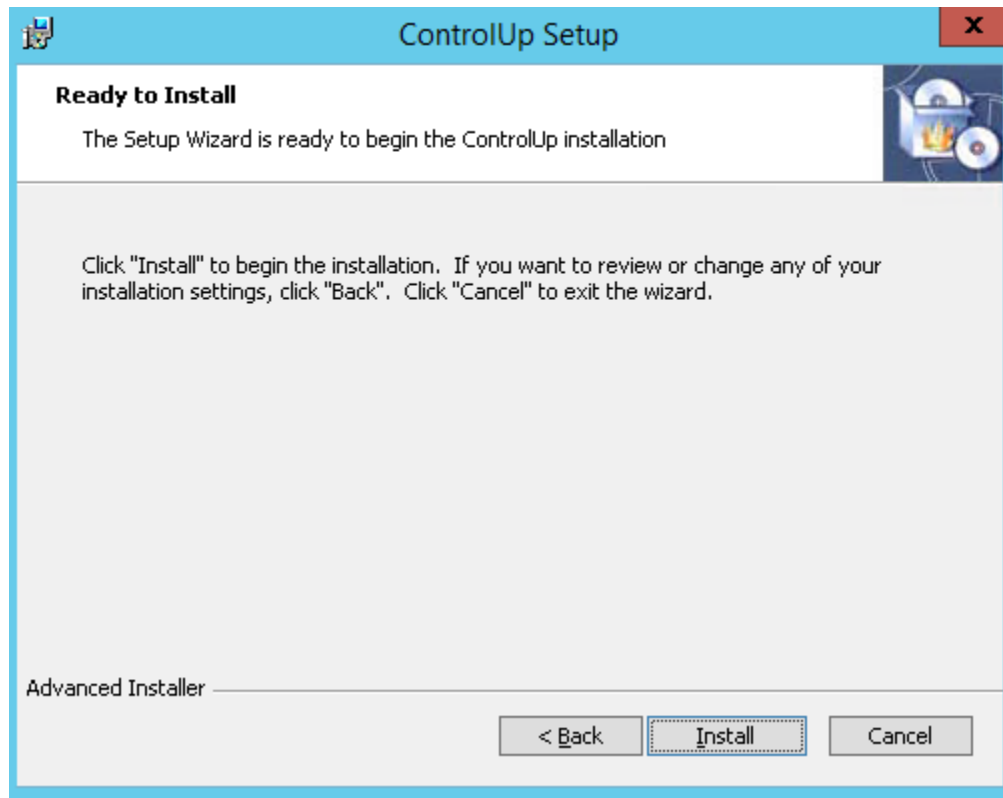 ControlUp Setup
x
Ready to Install
The Setup Wizard is ready to begin the ControlUp installation
Click "Install" to begin the installation.  If you want to review or change any of your
installation settings, click "Back".  Click "Cancel" to exit the wizard.
Advanced Installer
< Back
Install
Cancel